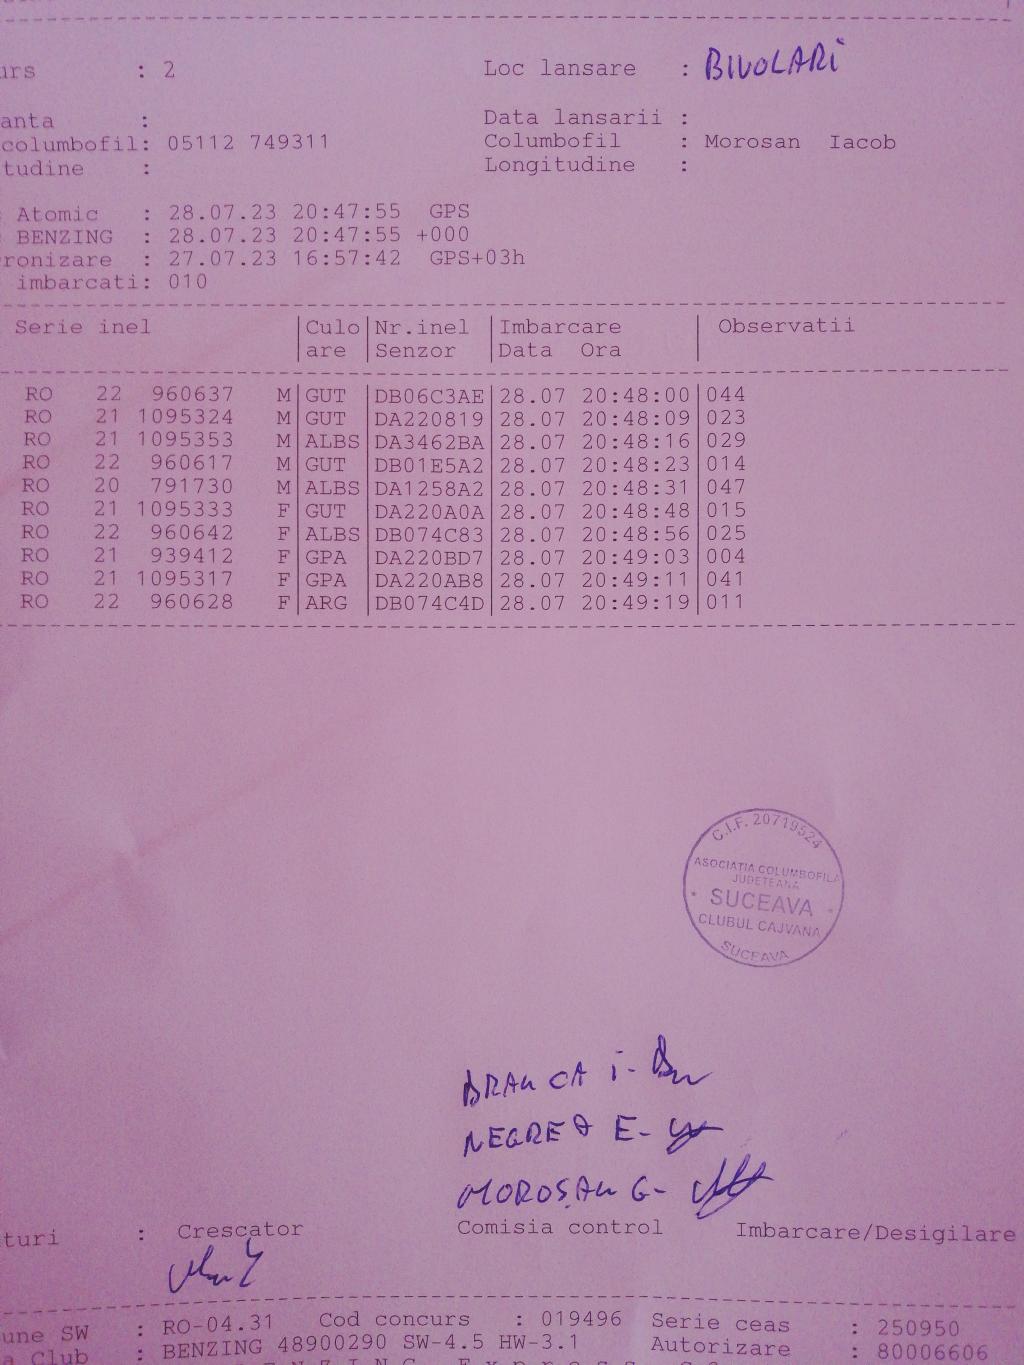 urs : 2 Loc lansare : BIVOLARI
anta : Data lansarii :
columbofil: 05112 749311 Columbofil : Morosan Iacob
tudine : Longitudine :
Atomic : 28.07.23 20:47:55 GPS
BENZING : 28.07.23 20:47:55 +000
ronizare : 27.07.23 16:57:42 GPS+03h
imbarcati: 010
Serie inel Culo Nr.inel Imbarcare Observatii
are Senzor Data Ora
RO 22 960637 M GUT DB06C3AE 28.07 20:48:00 044
RO 21 1095324 M GUT DA220819 28.07 20:48:09 023
RO 21 1095353 M ALBS DA3462BA 28.07 20:48:16 029
RO 22 960617 M GUT DB01E5A2 28.07 20:48:23 014
RO 20 791730 M ALBS DA1258A2 28.07 20:48:31 047
RO 21 1095333 F GUT DA220A0A 28.07 20:48:48 015
RO 22 960642 F ALBS DB074C83 28.07 20:48:56 025
RO 21 939412 F GPA DA220BD7 28.07 20:49:03 004
RO 21 1095317 F GPA DA220AB8 28.07 20:49:11 041
RO 22 960628 F ARG DB074C4D 28.07 20:49:19 011
C.I.F. 20719524
ASOCIATIA COLUMBOFILA
JUDETEANA
SUCEAVA
CLUBUL CAJVANA
SUCEAVA
BRANCA I-
NEGREA E-
MOROȘAN G-
turi : Crescator Comisia control Imbarcare/Desigilare
une SW : RO-04.31 Cod concurs : 019496 Serie ceas : 250950
a Club : BENZING 48900290 SW-4.5 HW-3.1 Autorizare : 80006606